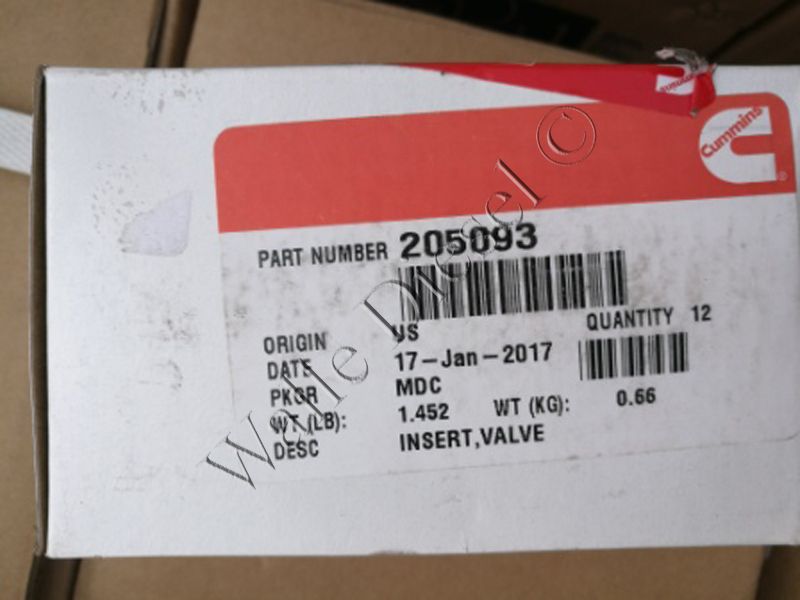 Cummins
PART NUMBER 205093
ORIGIN US
QUANTITY 12
DATE 17-Jan-2017
PKGR MDC
WT (LB): 1.452 WT (KG): 0.66
DESC INSERT,VALVE
Welle Diesel ©